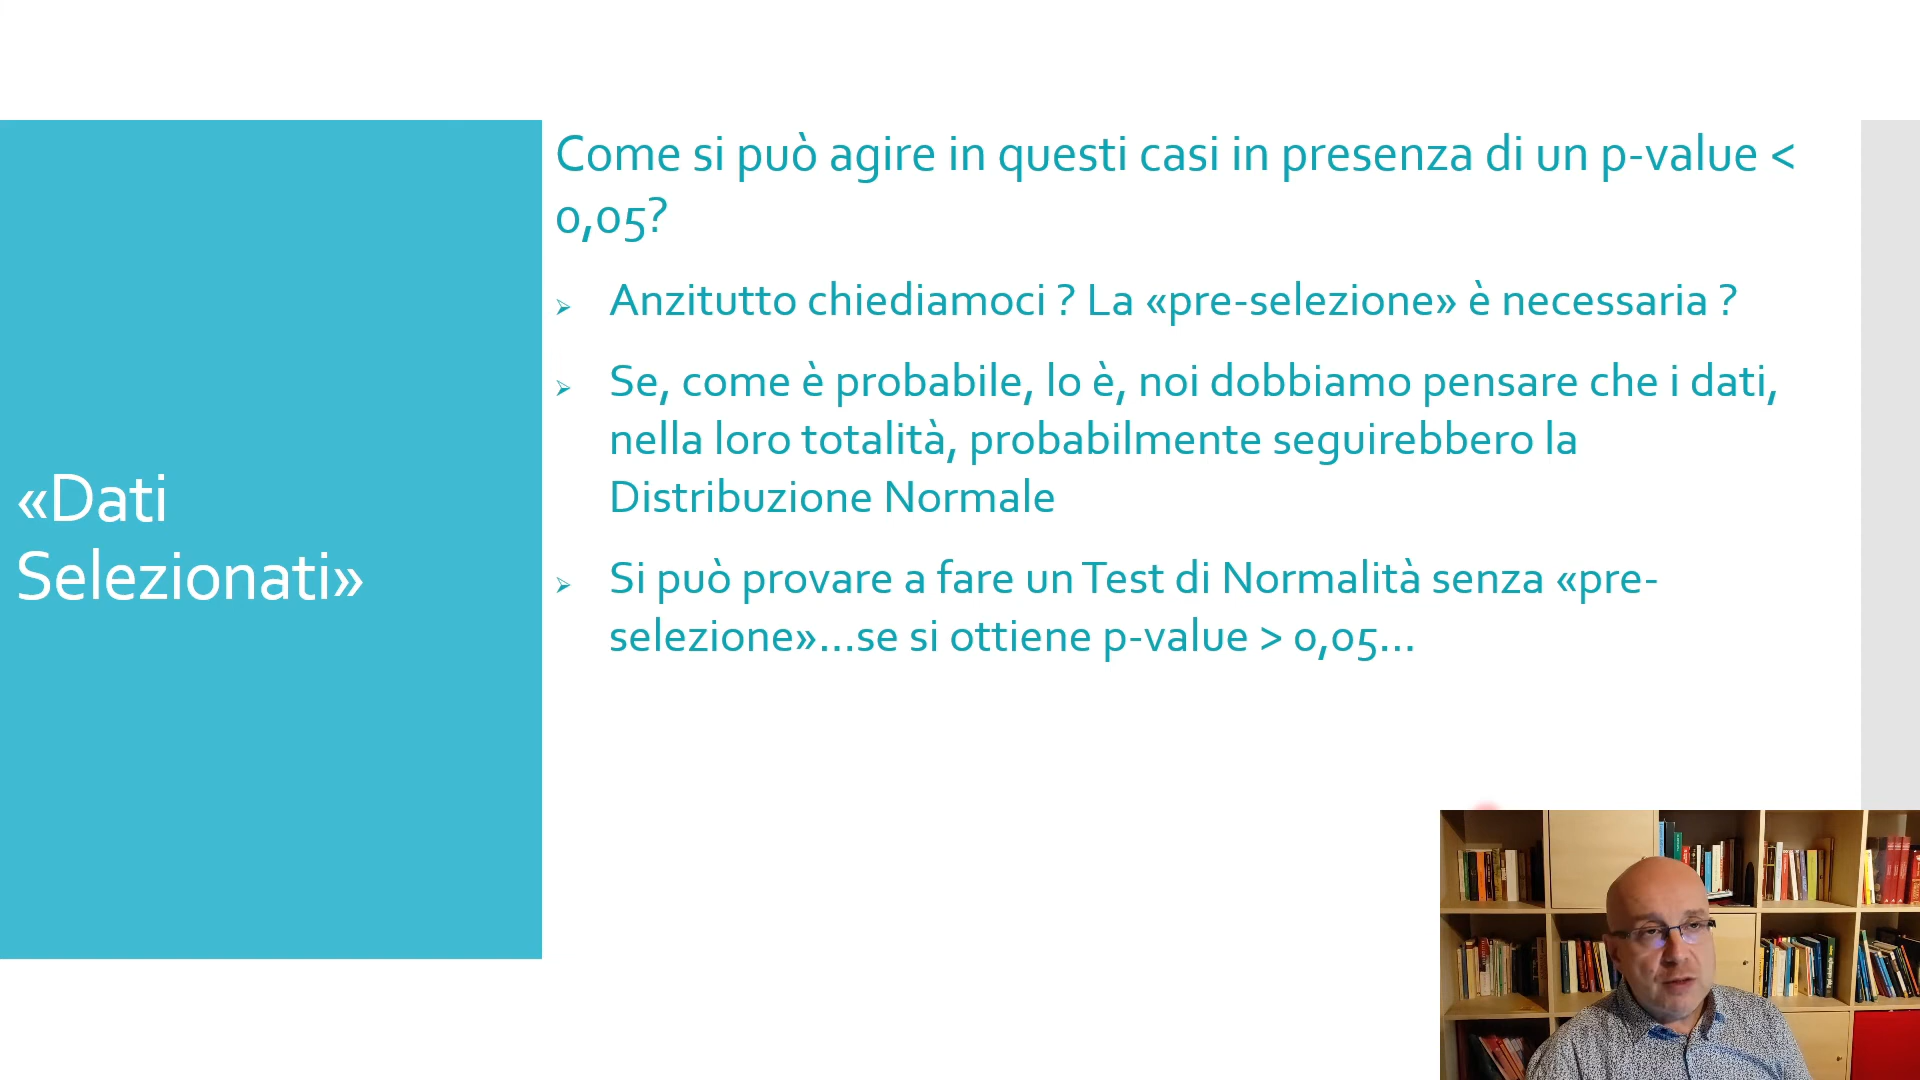 «Dati
Selezionati»
Come si può agire in questi casi in presenza di un p-value <
0,05?
Anzitutto chiediamoci ? La «pre-selezione» è necessaria ?
Se, come è probabile, lo è, noi dobbiamo pensare che i dati,
nella loro totalità, probabilmente seguirebbero la
Distribuzione Normale
Si può provare a fare un Test di Normalità senza «pre-
selezione»…se si ottiene p-value > 0,05…